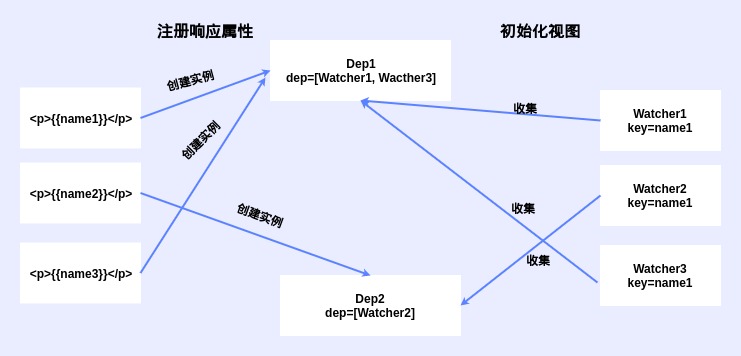 注册响应属性
初始化视图
Dep1
dep=[Watcher1, Wacther3]
创建实例
<p>{{name1}}</p>
收集
Watcher1
key=name1
创建实例
<p>{{name2}}</p>
Watcher2
key=name1
创建实例
收集
<p>{{name3}}</p>
收集
Watcher3
key=name1
Dep2
dep=[Watcher2]